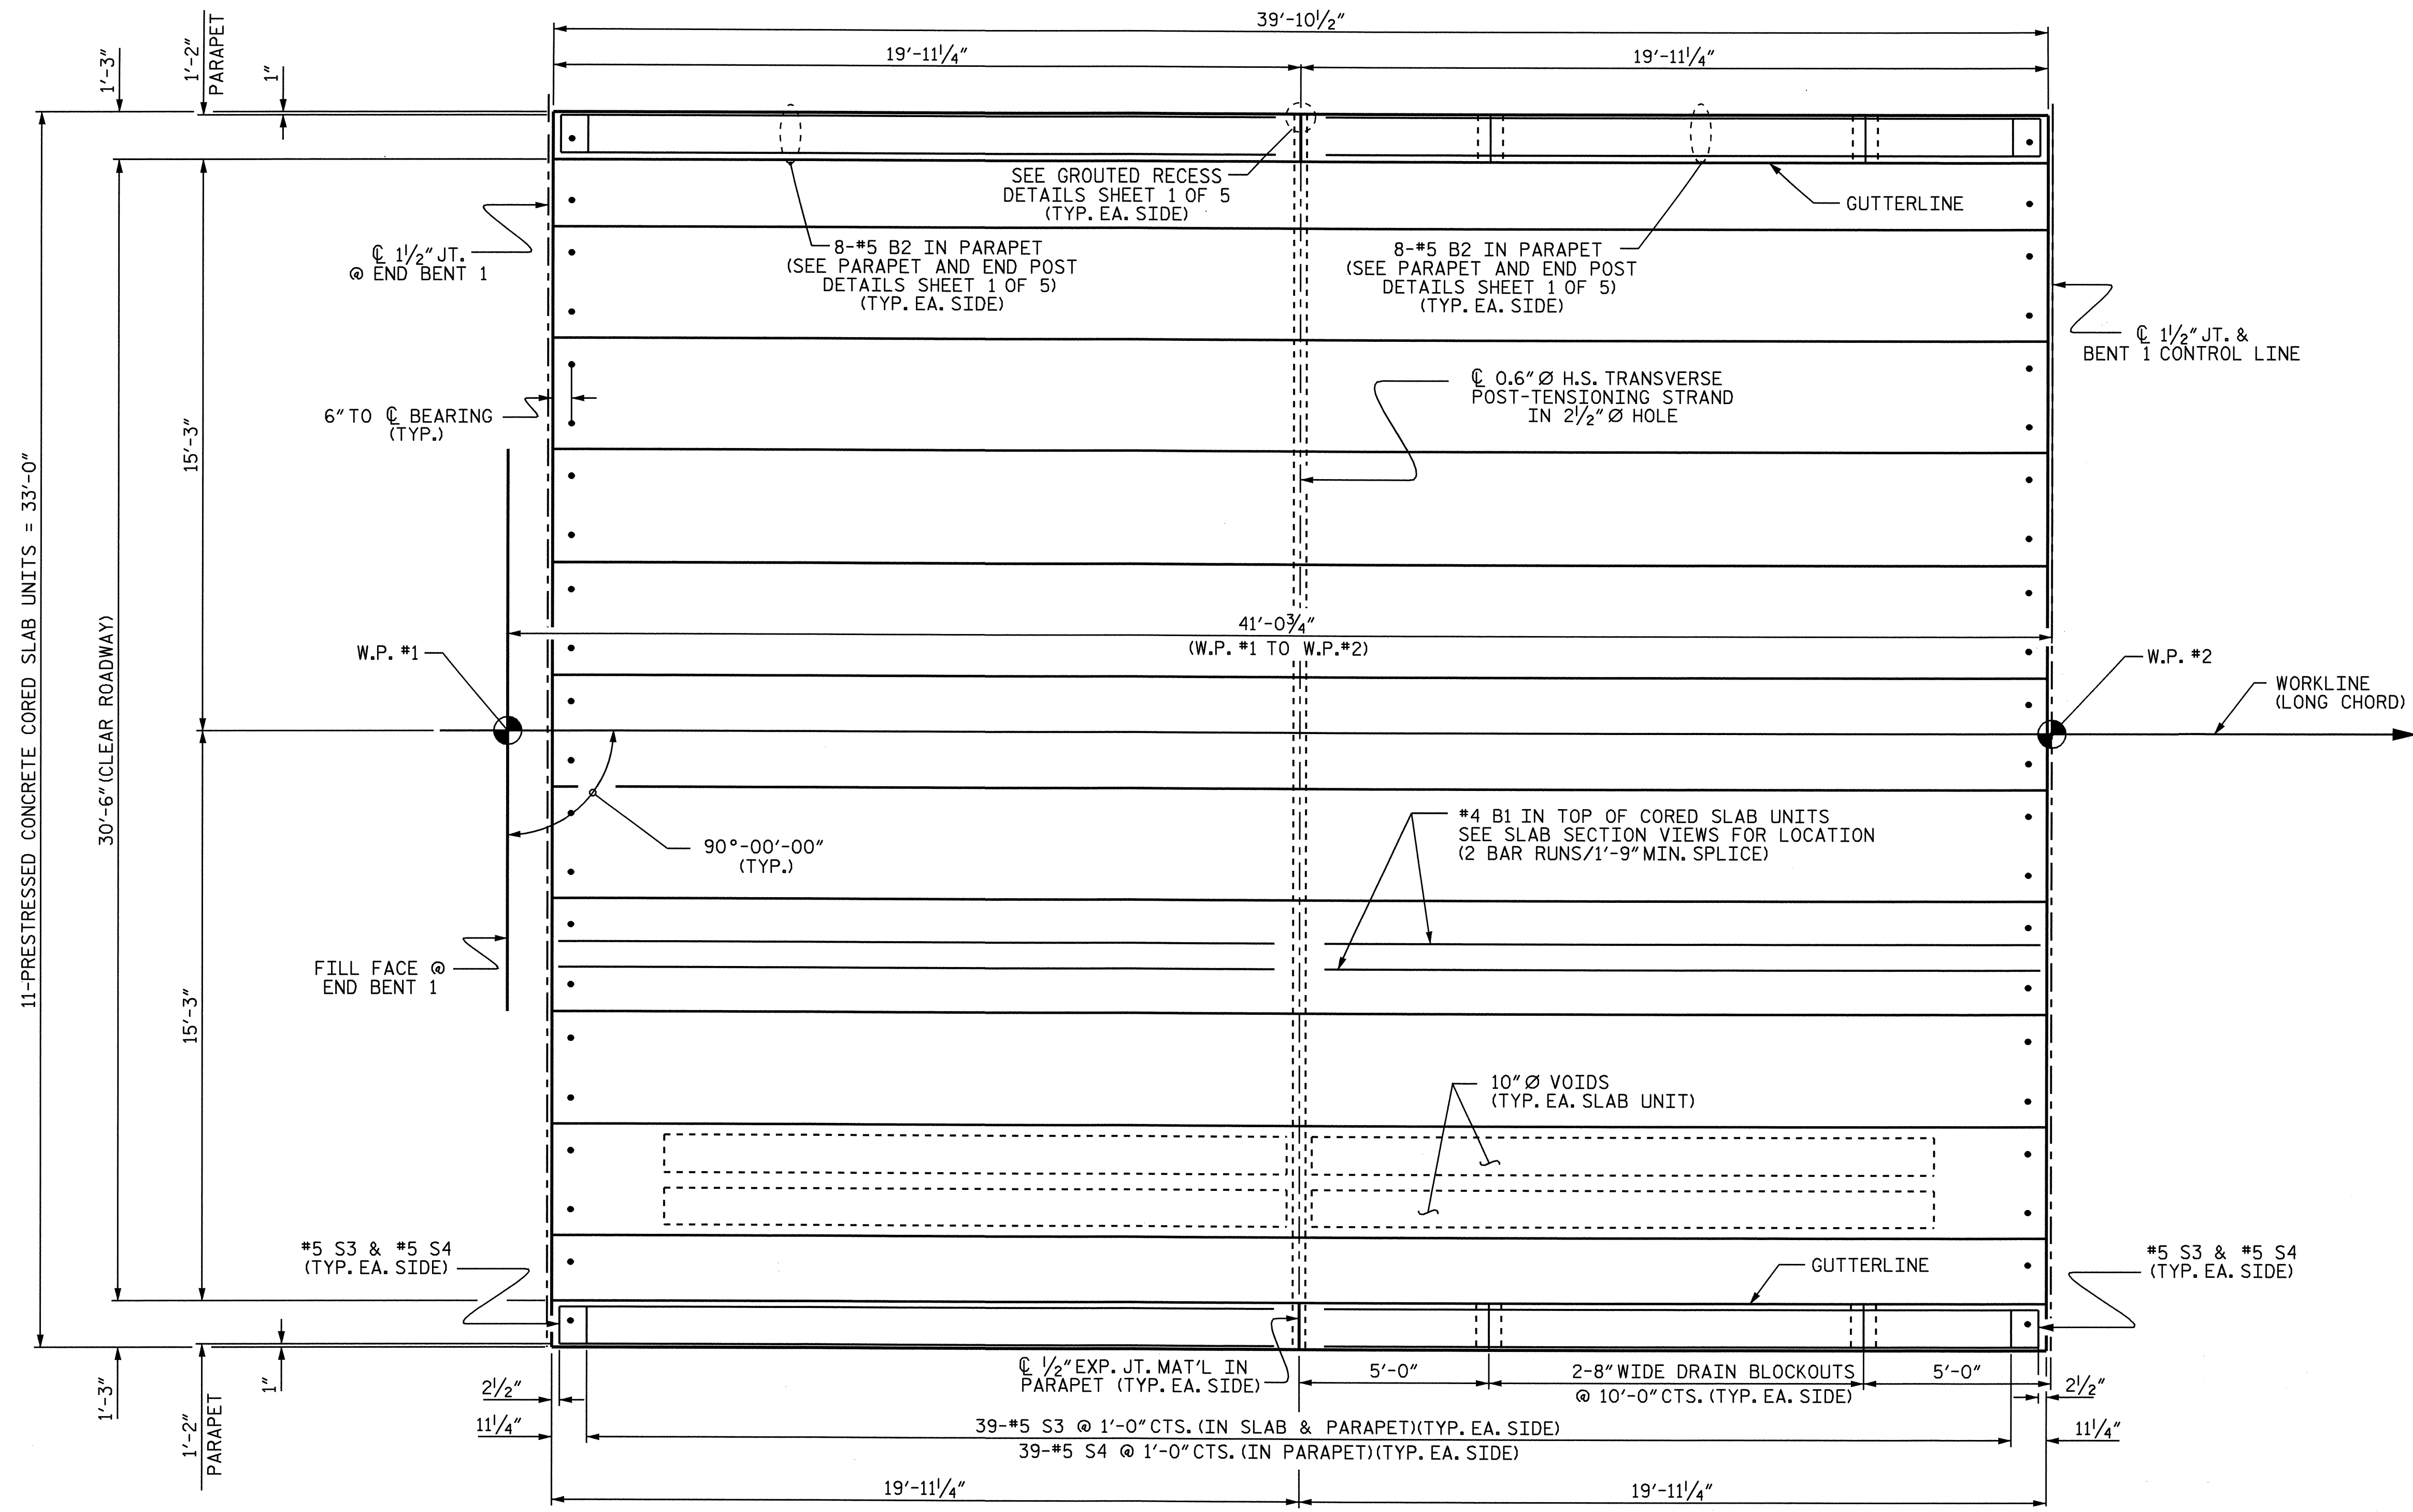 39'-10½"
19'-11¼"
19'-11¼"
1'-3"
1'-2"
PARAPET
1"
SEE GROUTED RECESS
DETAILS SHEET 1 OF 5
(TYP. EA. SIDE)
GUTTERLINE
℄ 1½" JT.
@ END BENT 1
8-#5 B2 IN PARAPET
(SEE PARAPET AND END POST
DETAILS SHEET 1 OF 5)
(TYP. EA. SIDE)
8-#5 B2 IN PARAPET
(SEE PARAPET AND END POST
DETAILS SHEET 1 OF 5)
(TYP. EA. SIDE)
℄ 1½" JT. &
BENT 1 CONTROL LINE
6" TO ℄ BEARING
(TYP.)
℄ 0.6" Ø H.S. TRANSVERSE
POST-TENSIONING STRAND
IN 2½" Ø HOLE
15'-3"
11-PRESTRESSED CONCRETE CORED SLAB UNITS = 33'-0"
30'-6" (CLEAR ROADWAY)
41'-0¾"
(W.P. #1 TO W.P. #2)
W.P. #1
W.P. #2
WORKLINE
(LONG CHORD)
90°-00'-00"
(TYP.)
#4 B1 IN TOP OF CORED SLAB UNITS
SEE SLAB SECTION VIEWS FOR LOCATION
(2 BAR RUNS/1'-9" MIN. SPLICE)
FILL FACE @
END BENT 1
15'-3"
10" Ø VOIDS
(TYP. EA. SLAB UNIT)
#5 S3 & #5 S4
(TYP. EA. SIDE)
GUTTERLINE
#5 S3 & #5 S4
(TYP. EA. SIDE)
1'-3"
1'-2"
PARAPET
1"
℄ ½" EXP. JT. MAT'L IN
PARAPET (TYP. EA. SIDE)
5'-0"
2-8" WIDE DRAIN BLOCKOUTS
@ 10'-0" CTS. (TYP. EA. SIDE)
5'-0"
2½"
2½"
11¼"
39-#5 S3 @ 1'-0" CTS. (IN SLAB & PARAPET)(TYP. EA. SIDE)
39-#5 S4 @ 1'-0" CTS. (IN PARAPET)(TYP. EA. SIDE)
11¼"
19'-11¼"
19'-11¼"